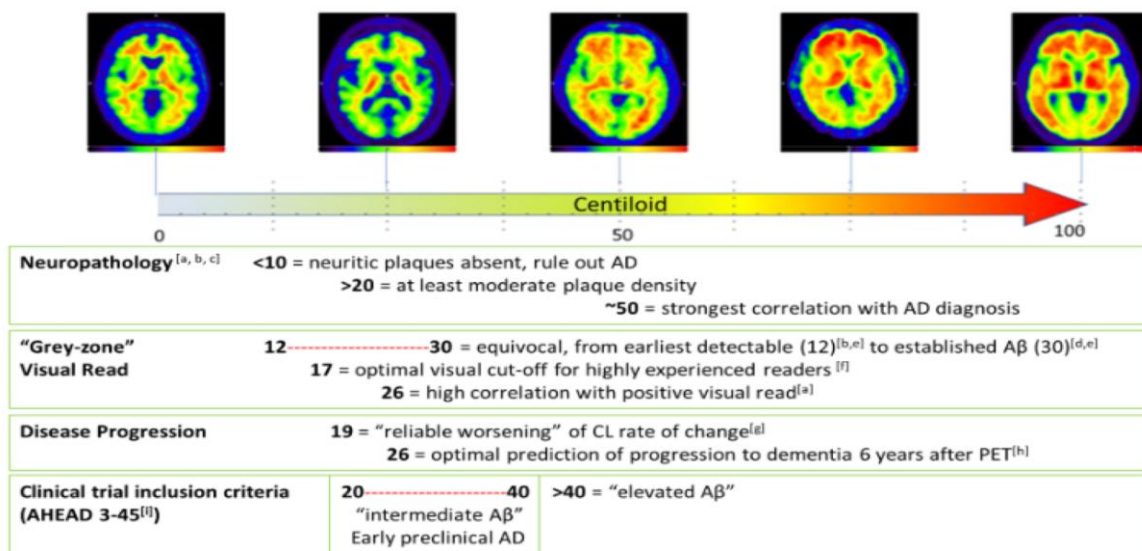 Centiloid
0 50 100
Neuropathology [a, b, c] <10 = neuritic plaques absent, rule out AD
>20 = at least moderate plaque density
~50 = strongest correlation with AD diagnosis
“Grey-zone” 12--------------------30 = equivocal, from earliest detectable (12)[b,e] to established Aβ (30)[d,e]
Visual Read 17 = optimal visual cut-off for highly experienced readers [f]
26 = high correlation with positive visual read[a]
Disease Progression 19 = “reliable worsening” of CL rate of change[g]
26 = optimal prediction of progression to dementia 6 years after PET[h]
Clinical trial inclusion criteria 20--------------------40 >40 = “elevated Aβ”
(AHEAD 3-45[i]) “intermediate Aβ”
Early preclinical AD